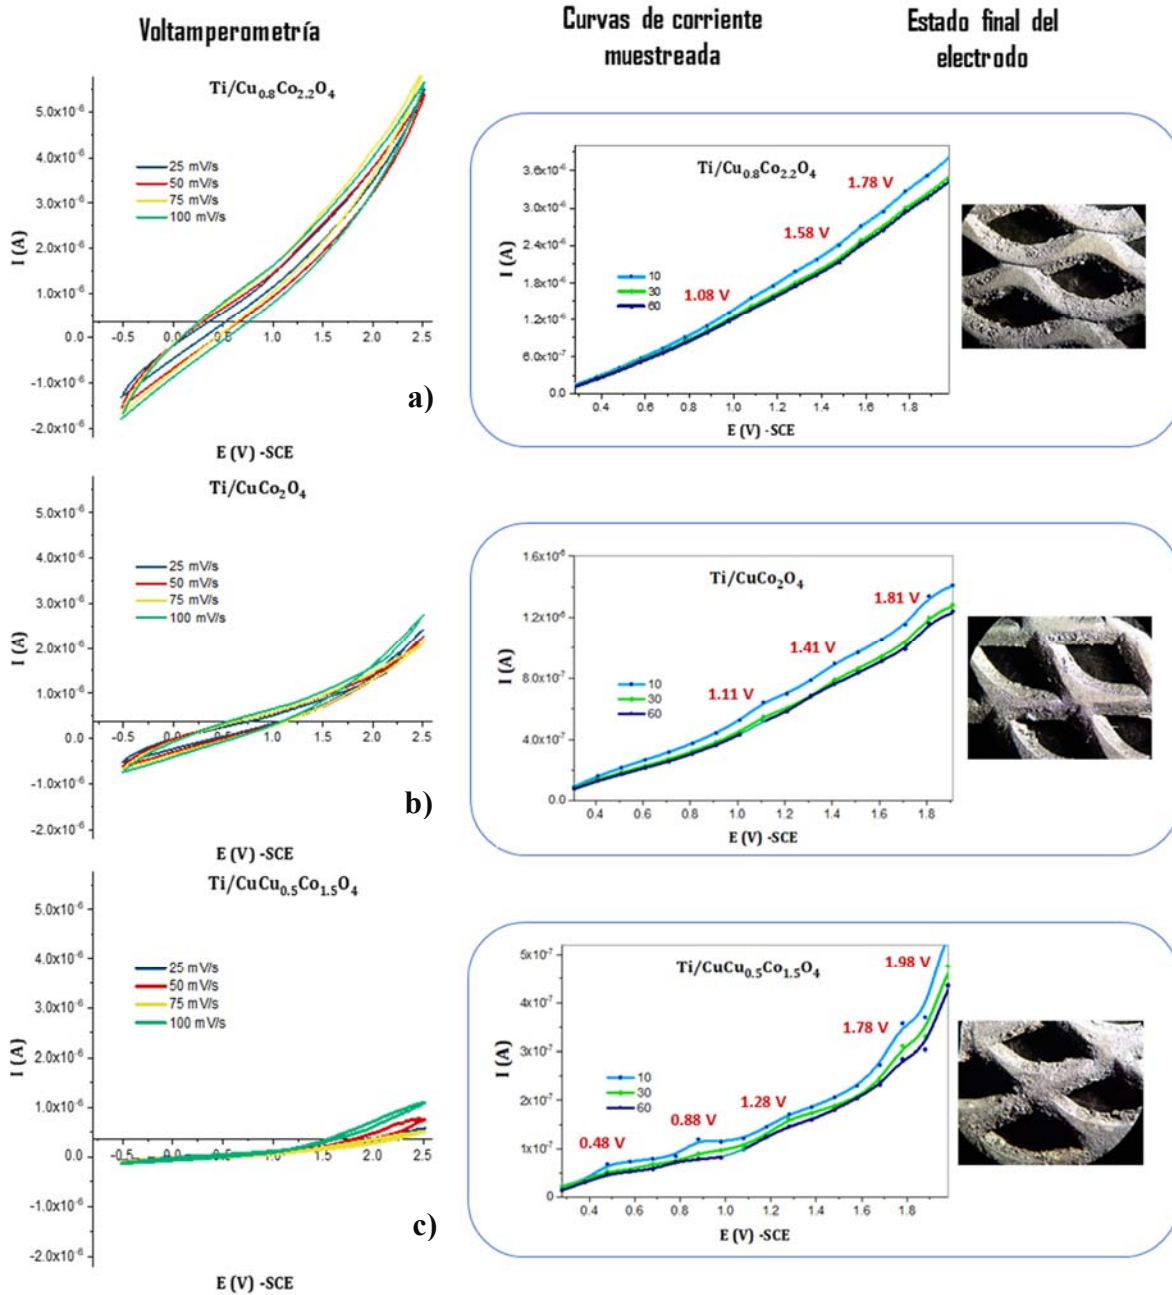 Voltamperometría
Curvas de corriente
muestreada
Estado final del
electrodo
Ti/Cu0.8Co2.2O4
5.0x10-6
4.0x10-6
3.0x10-6
2.0x10-6
1.0x10-6
0.0
-1.0x10-6
-2.0x10-6
I (A)
25 mV/s
50 mV/s
75 mV/s
100 mV/s
-0.5 0.0 0.5 1.0 1.5 2.0 2.5
E (V) -SCE
a)
Ti/Cu0.8Co2.2O4
3.6x10-6
3.0x10-6
2.4x10-6
1.8x10-6
1.2x10-6
6.0x10-7
0.0
I (A)
1.08 V
1.58 V
1.78 V
10
30
60
0.4 0.6 0.8 1.0 1.2 1.4 1.6 1.8
E (V) -SCE
Ti/CuCo2O4
5.0x10-6
4.0x10-6
3.0x10-6
2.0x10-6
1.0x10-6
0.0
-1.0x10-6
-2.0x10-6
I (A)
25 mV/s
50 mV/s
75 mV/s
100 mV/s
-0.5 0.0 0.5 1.0 1.5 2.0 2.5
E (V) -SCE
b)
Ti/CuCo2O4
1.6x10-6
1.2x10-6
8.0x10-7
4.0x10-7
0.0
I (A)
1.11 V
1.41 V
1.81 V
10
30
60
0.4 0.6 0.8 1.0 1.2 1.4 1.6 1.8
E (V) -SCE
Ti/CuCu0.5Co1.5O4
5.0x10-6
4.0x10-6
3.0x10-6
2.0x10-6
1.0x10-6
0.0
-1.0x10-6
-2.0x10-6
I (A)
25 mV/s
50 mV/s
75 mV/s
100 mV/s
-0.5 0.0 0.5 1.0 1.5 2.0 2.5
E (V) -SCE
c)
Ti/CuCu0.5Co1.5O4
5x10-7
4x10-7
3x10-7
2x10-7
1x10-7
0
I (A)
0.48 V
0.88 V
1.28 V
1.78 V
1.98 V
10
30
60
0.4 0.6 0.8 1.0 1.2 1.4 1.6 1.8
E (V) -SCE